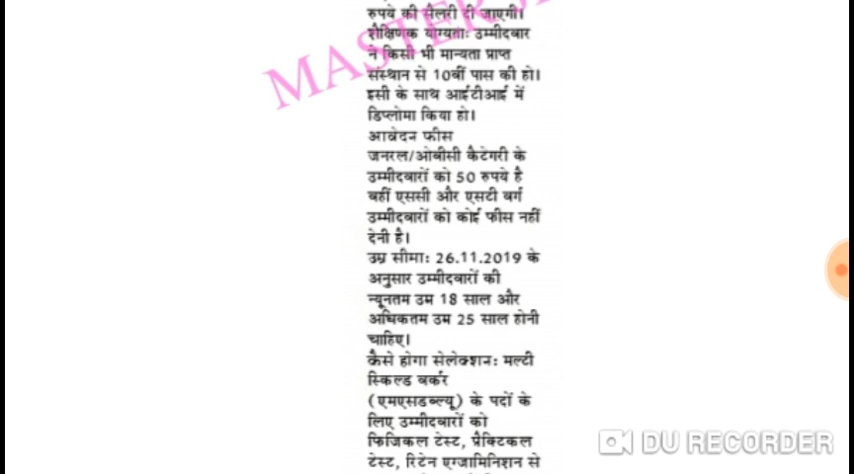 रुपये की सैलरी दी जाएगी।
शैक्षिणक योग्यताः उम्मीदवार
ने किसी भी मान्यता प्राप्त
संस्थान से 10वीं पास की हो।
इसी के साथ आईटीआई में
डिप्लोमा किया हो।
आवेदन फीस
जनरल/ओबीसी कैटेगरी के
उम्मीदवारों को 50 रुपये है
वहीं एससी और एसटी वर्ग
उम्मीदवारों को कोई फीस नहीं
देनी है।
उम्र सीमाः 26.11.2019 के
अनुसार उम्मीदवारों की
न्यूनतम उम्र 18 साल और
अधिकतम उम्र 25 साल होनी
चाहिए।
कैसे होगा सेलेक्शनः मल्टी
स्किल्ड वर्कर
(एमएसडब्ल्यू) के पदों के
लिए उम्मीदवारों को
फिजिकल टेस्ट, प्रैक्टिकल
टेस्ट, रिटेन एग्जामिनिशन से
MASTER
DU RECORDER